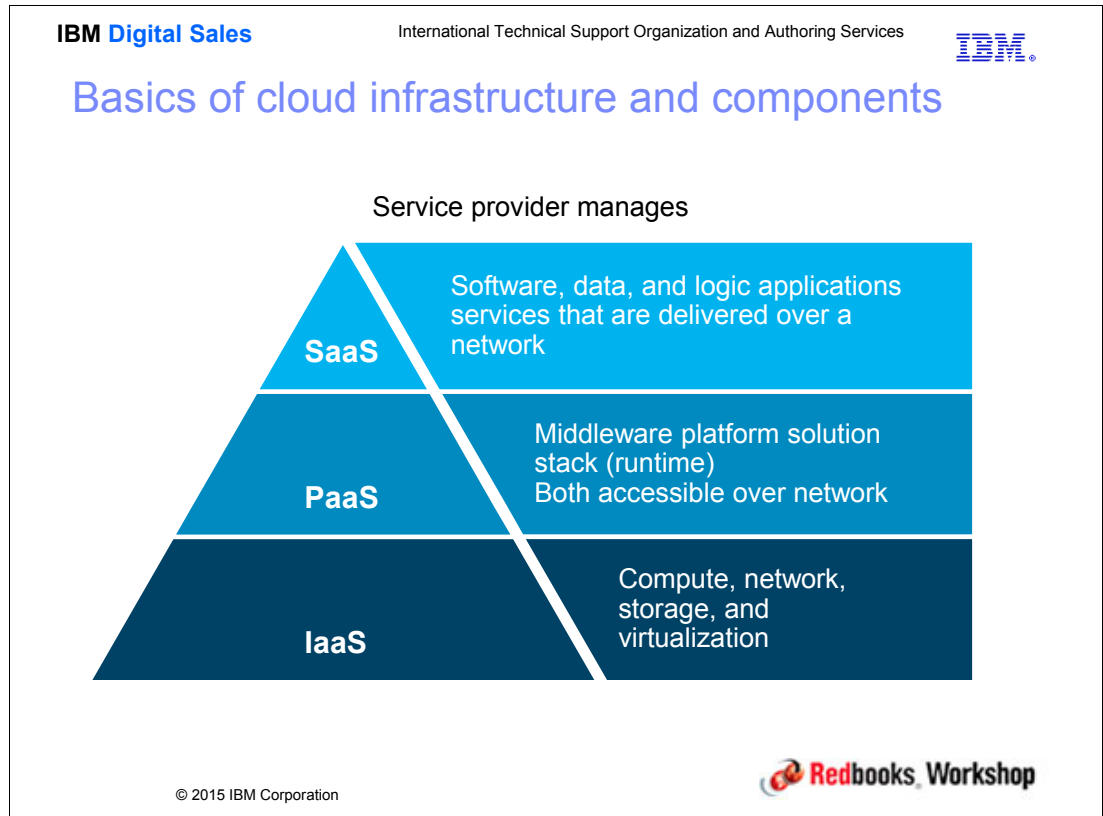 IBM Digital Sales
International Technical Support Organization and Authoring Services
IBM®
Basics of cloud infrastructure and components
Service provider manages
SaaS
Software, data, and logic applications
services that are delivered over a
network
PaaS
Middleware platform solution
stack (runtime)
Both accessible over network
IaaS
Compute, network,
storage, and
virtualization
© 2015 IBM Corporation
Redbooks® Workshop